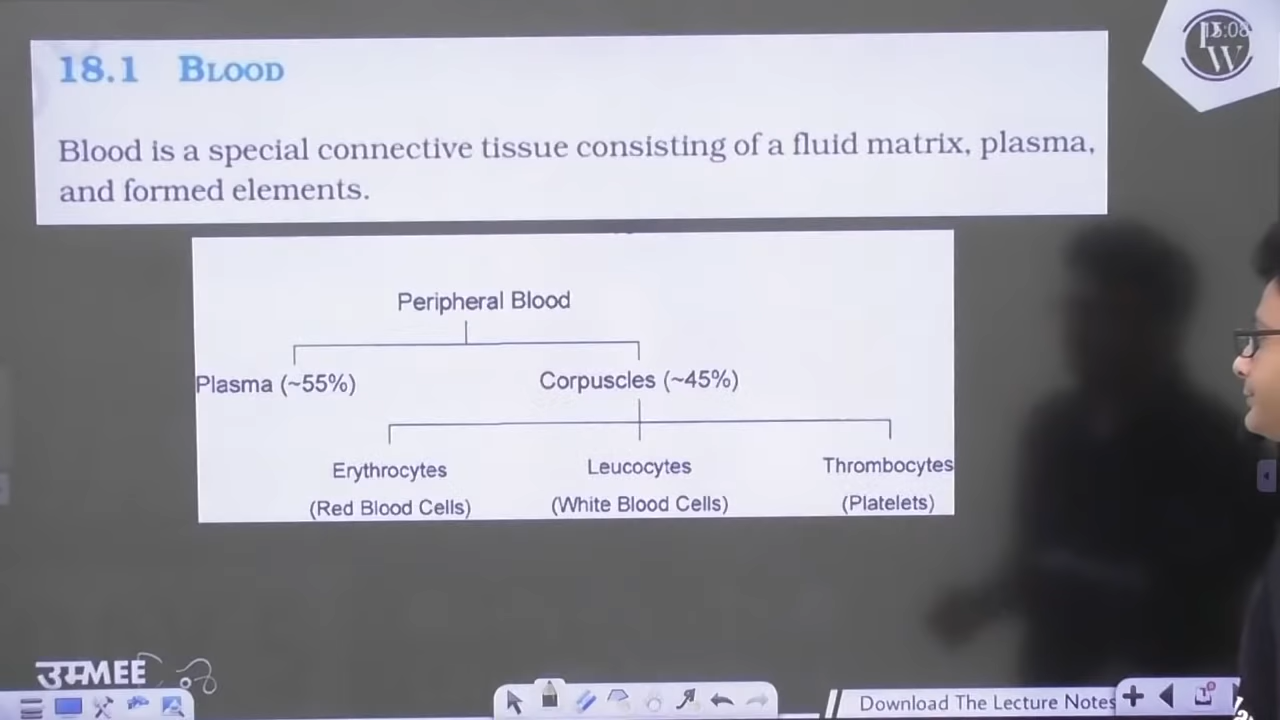 18.1 BLOOD
Blood is a special connective tissue consisting of a fluid matrix, plasma,
and formed elements.
Peripheral Blood
Plasma (~55%)
Corpuscles (~45%)
Erythrocytes
(Red Blood Cells)
Leucocytes
(White Blood Cells)
Thrombocytes
(Platelets)
उम्MEE
Download The Lecture Notes